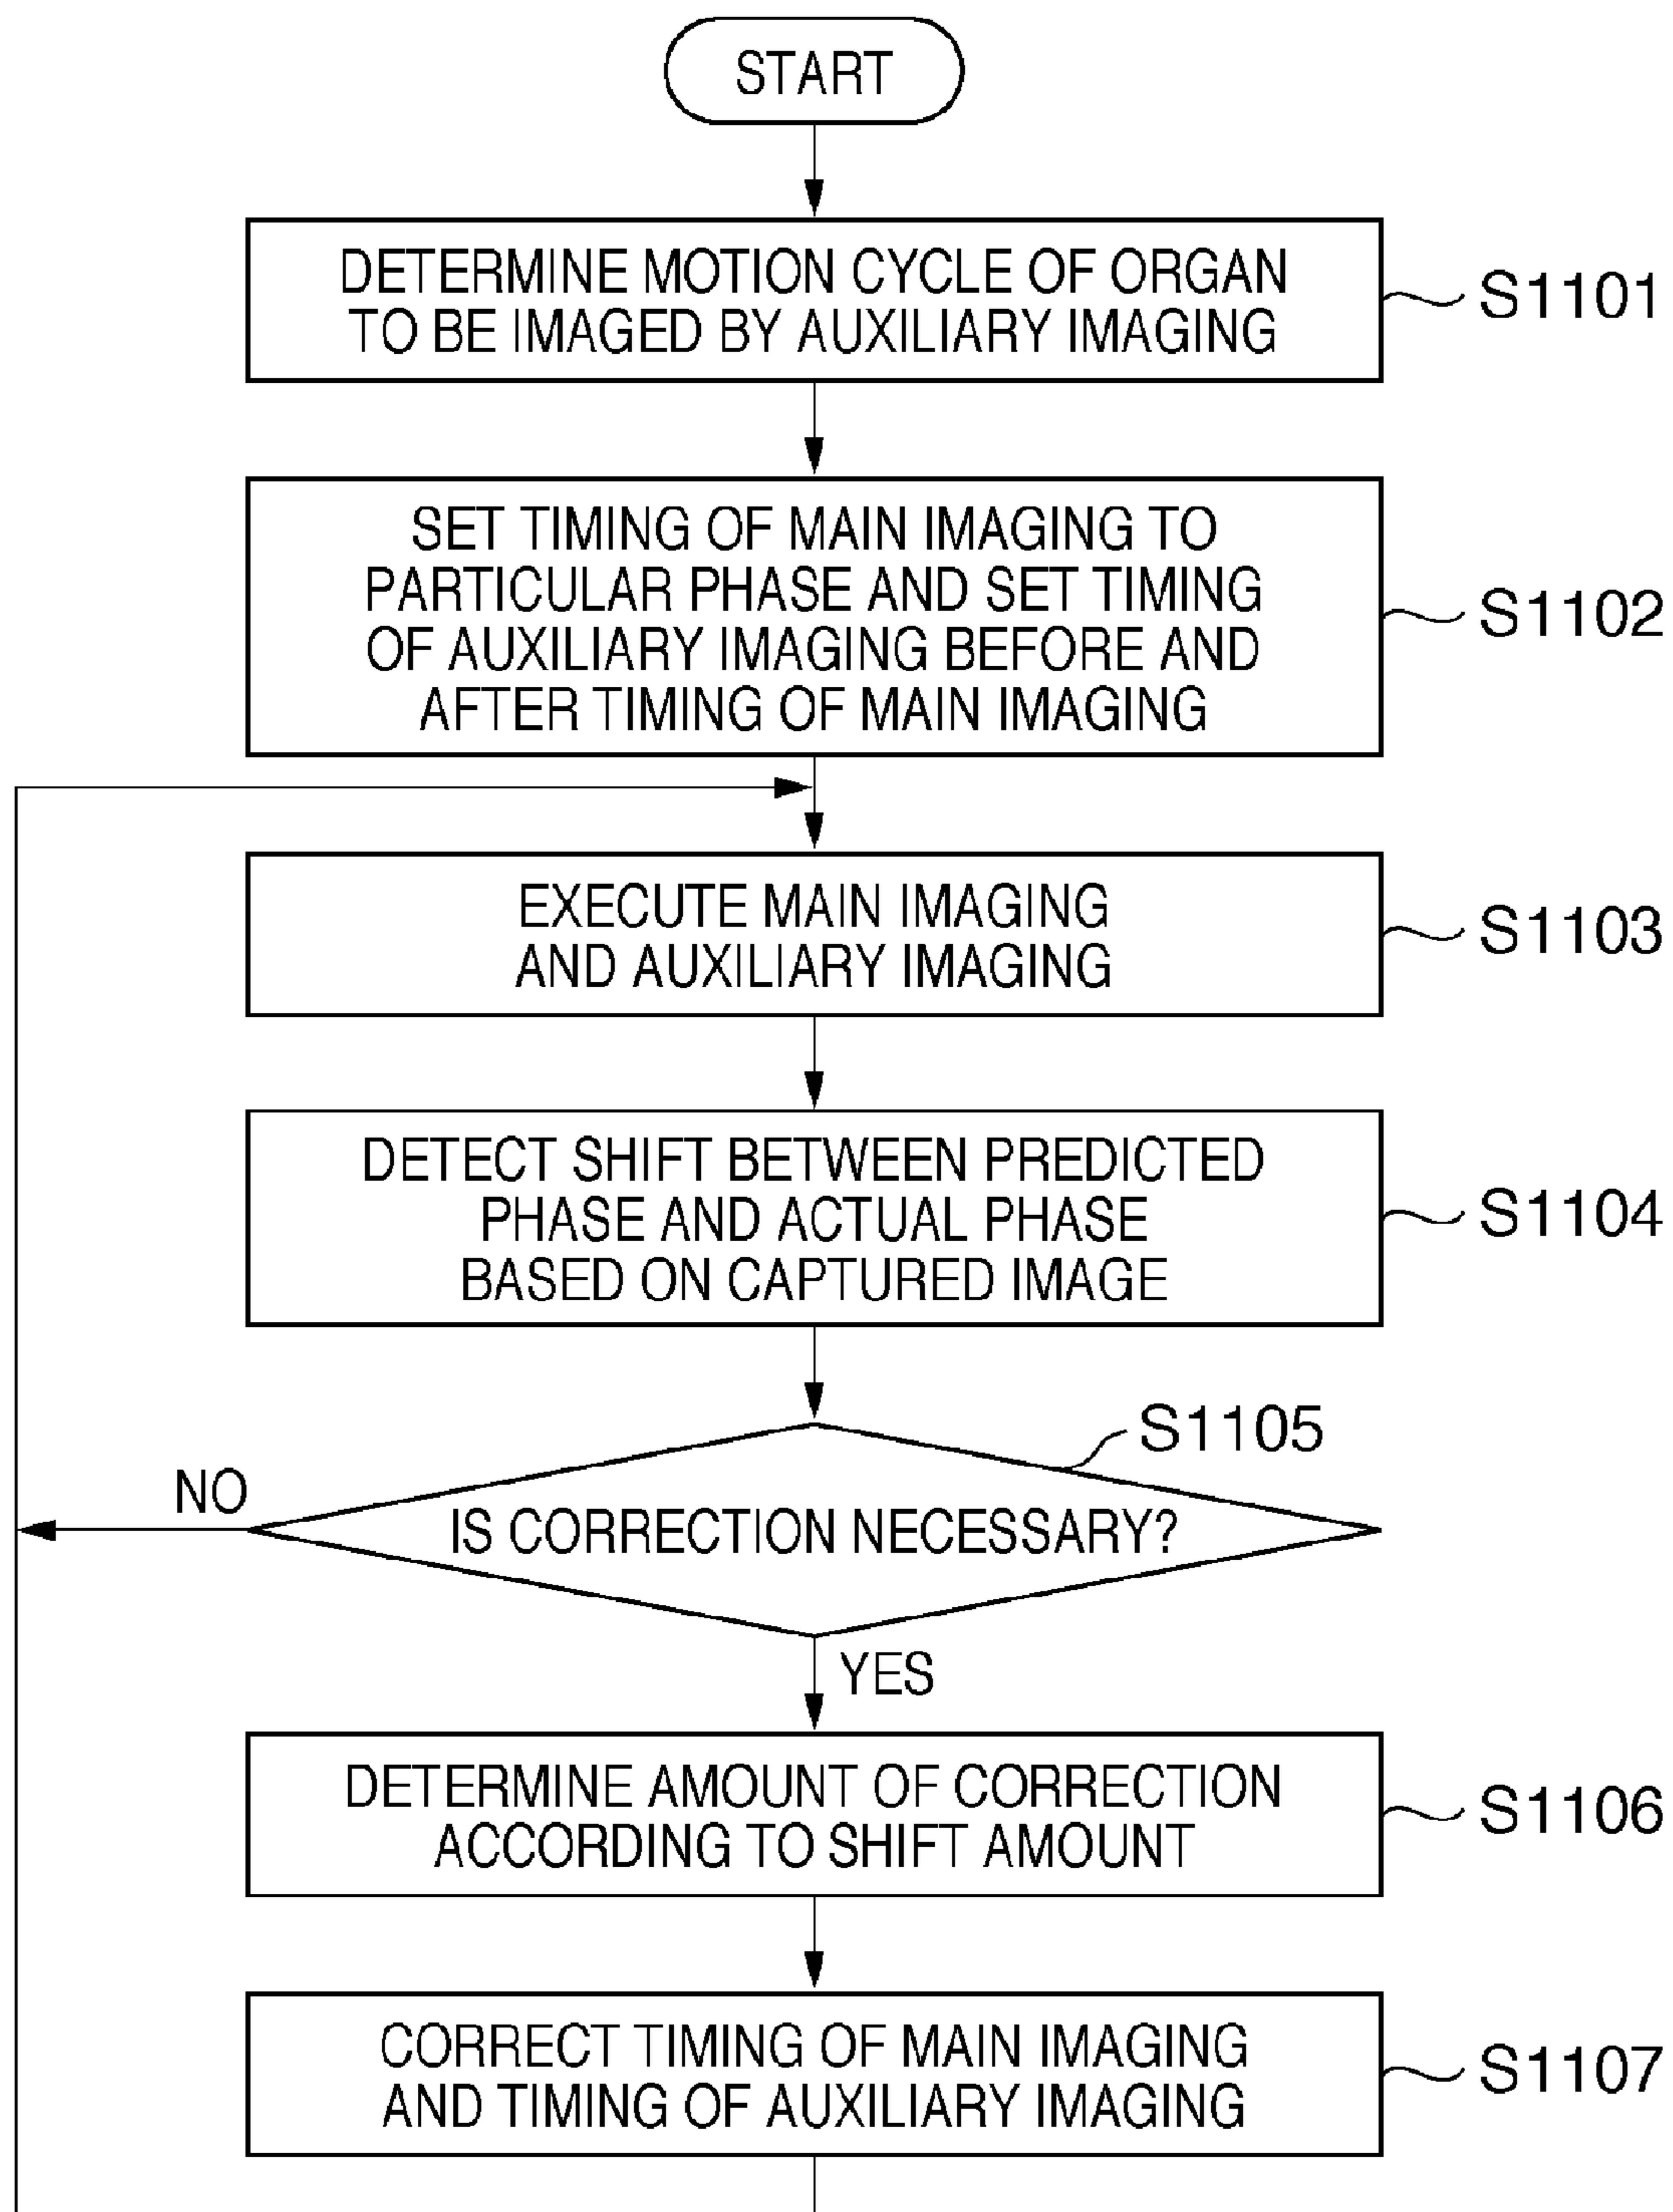 START
DETERMINE MOTION CYCLE OF ORGAN
TO BE IMAGED BY AUXILIARY IMAGING
S1101
SET TIMING OF MAIN IMAGING TO
PARTICULAR PHASE AND SET TIMING
OF AUXILIARY IMAGING BEFORE AND
AFTER TIMING OF MAIN IMAGING
S1102
EXECUTE MAIN IMAGING
AND AUXILIARY IMAGING
S1103
DETECT SHIFT BETWEEN PREDICTED
PHASE AND ACTUAL PHASE
BASED ON CAPTURED IMAGE
S1104
S1105
NO
IS CORRECTION NECESSARY?
YES
DETERMINE AMOUNT OF CORRECTION
ACCORDING TO SHIFT AMOUNT
S1106
CORRECT TIMING OF MAIN IMAGING
AND TIMING OF AUXILIARY IMAGING
S1107